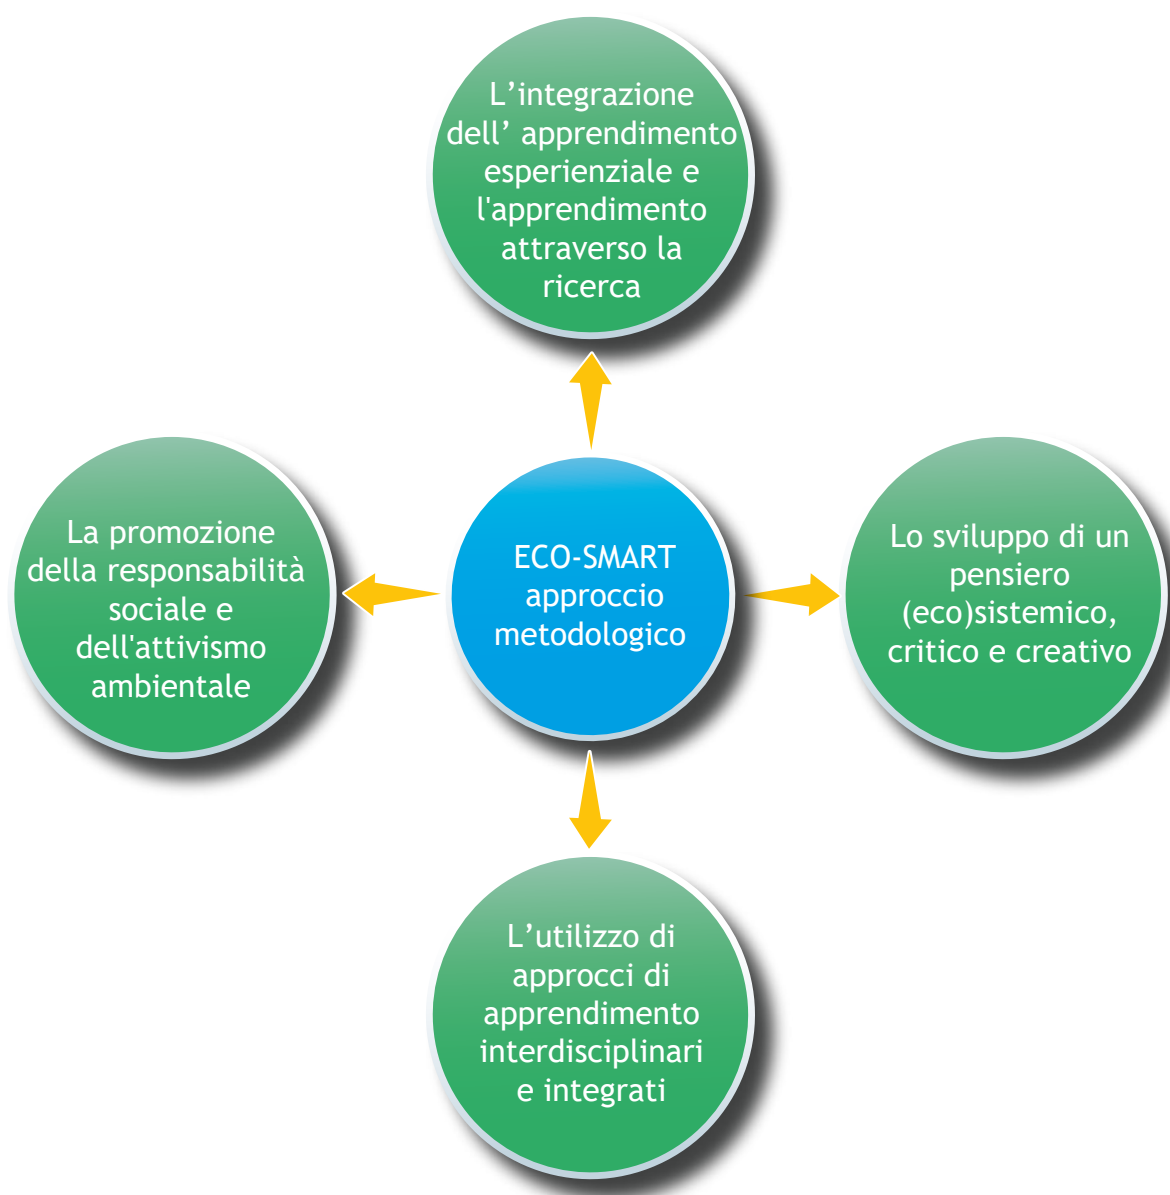 L’integrazione
dell’ apprendimento
esperienziale e
l'apprendimento
attraverso la
ricerca
La promozione
della responsabilità
sociale e
dell'attivismo
ambientale
ECO-SMART
approccio
metodologico
Lo sviluppo di un
pensiero
(eco)sistemico,
critico e creativo
L’utilizzo di
approcci di
apprendimento
interdisciplinari
e integrati